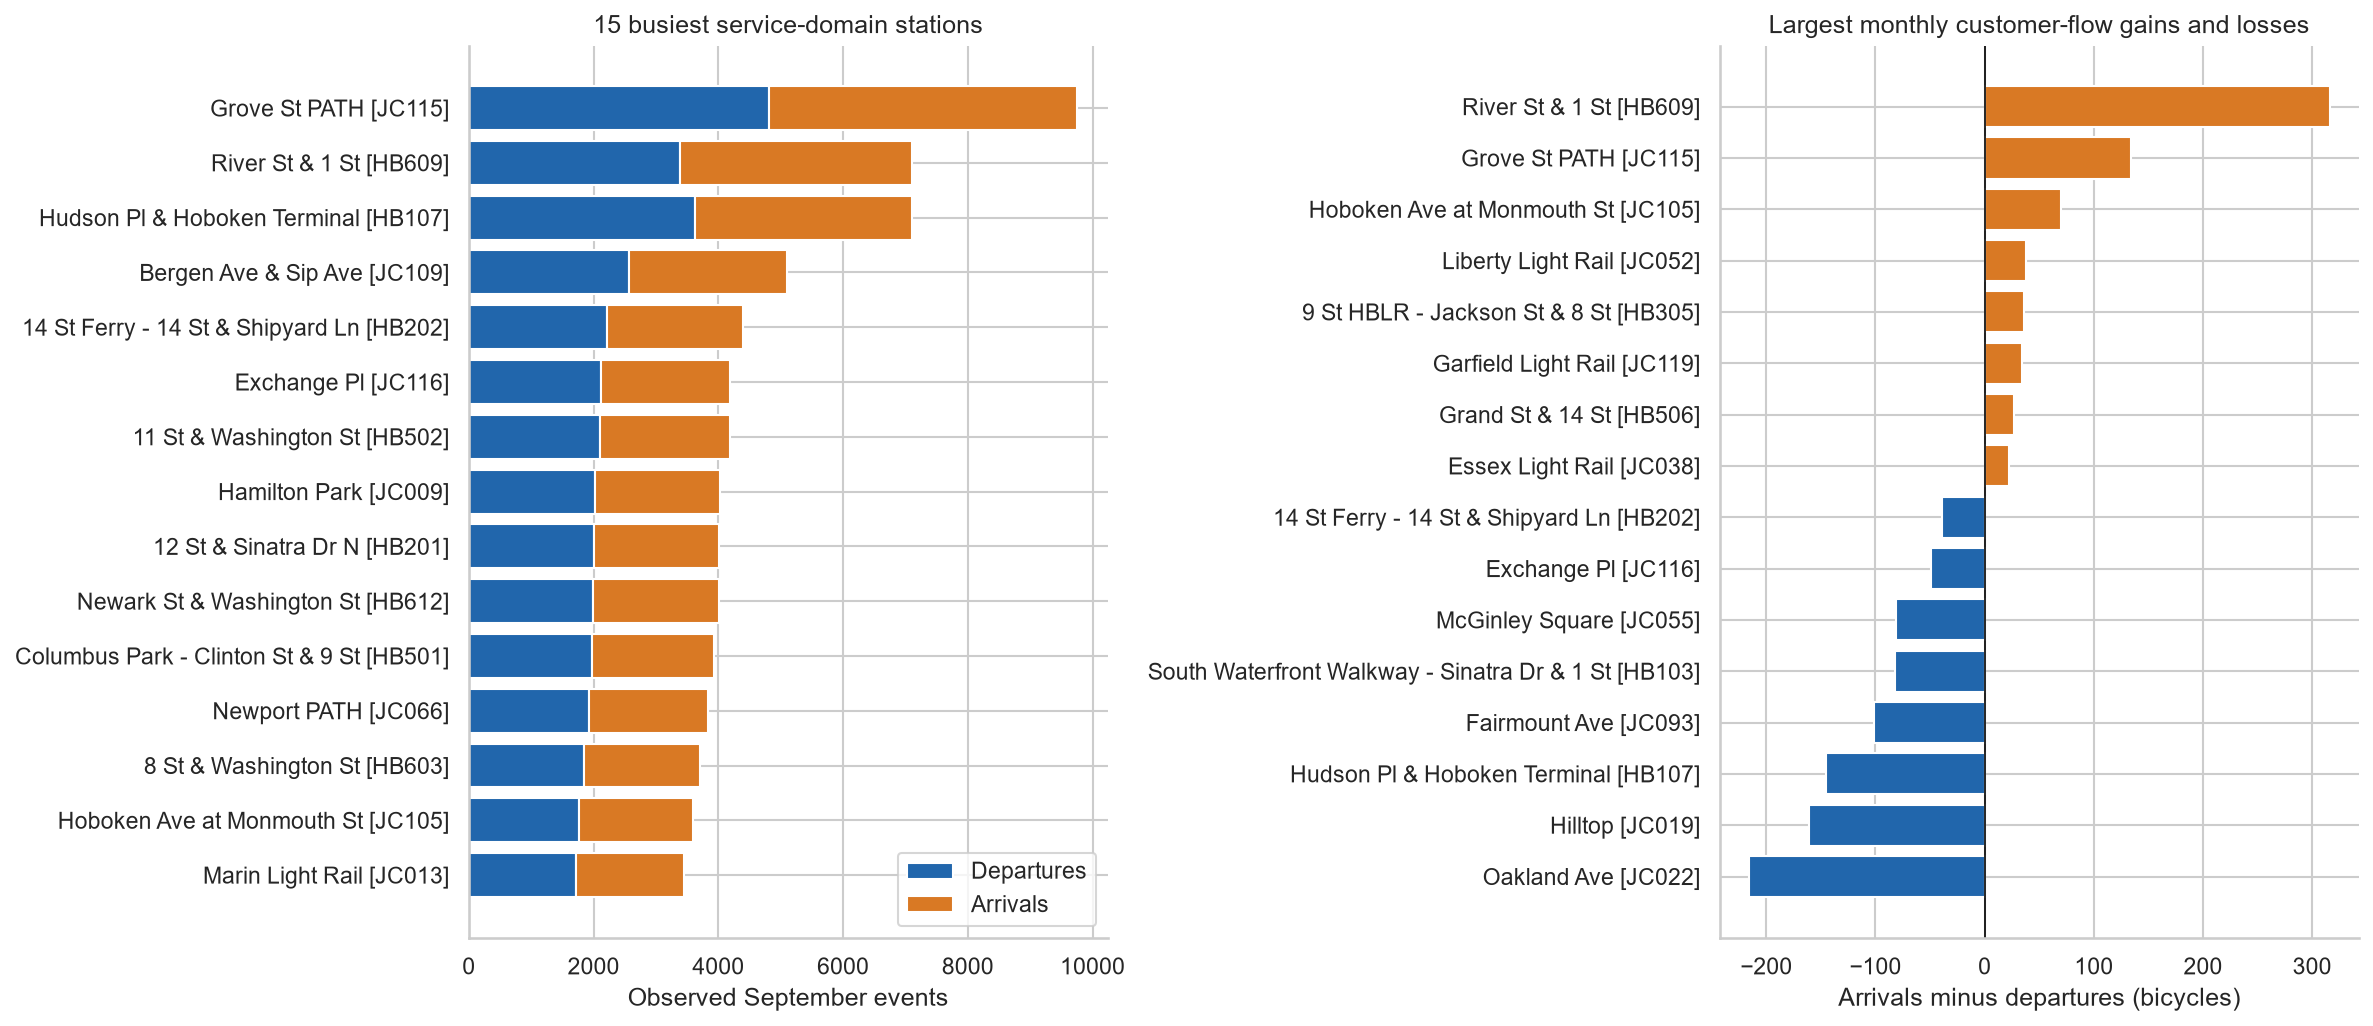 15 busiest service-domain stations
Grove St PATH [JC115]
River St & 1 St [HB609]
Hudson Pl & Hoboken Terminal [HB107]
Bergen Ave & Sip Ave [JC109]
14 St Ferry - 14 St & Shipyard Ln [HB202]
Exchange Pl [JC116]
11 St & Washington St [HB502]
Hamilton Park [JC009]
12 St & Sinatra Dr N [HB201]
Newark St & Washington St [HB612]
Columbus Park - Clinton St & 9 St [HB501]
Newport PATH [JC066]
8 St & Washington St [HB603]
Hoboken Ave at Monmouth St [JC105]
Marin Light Rail [JC013]
Departures
Arrivals
0 2000 4000 6000 8000 10000
Observed September events
Largest monthly customer-flow gains and losses
River St & 1 St [HB609]
Grove St PATH [JC115]
Hoboken Ave at Monmouth St [JC105]
Liberty Light Rail [JC052]
9 St HBLR - Jackson St & 8 St [HB305]
Garfield Light Rail [JC119]
Grand St & 14 St [HB506]
Essex Light Rail [JC038]
14 St Ferry - 14 St & Shipyard Ln [HB202]
Exchange Pl [JC116]
McGinley Square [JC055]
South Waterfront Walkway - Sinatra Dr & 1 St [HB103]
Fairmount Ave [JC093]
Hudson Pl & Hoboken Terminal [HB107]
Hilltop [JC019]
Oakland Ave [JC022]
−200 −100 0 100 200 300
Arrivals minus departures (bicycles)